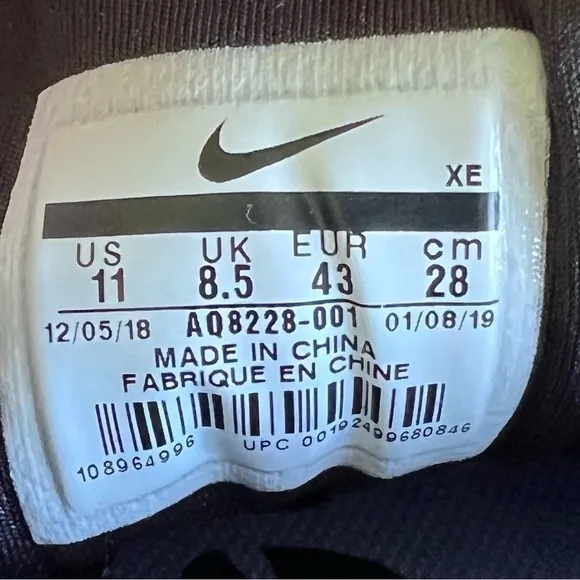 XE
US UK EUR cm
11 8.5 43 28
12/05/18 AQ8228-001 01/08/19
MADE IN CHINA
FABRIQUE EN CHINE
108964996 UPC 00192499680846